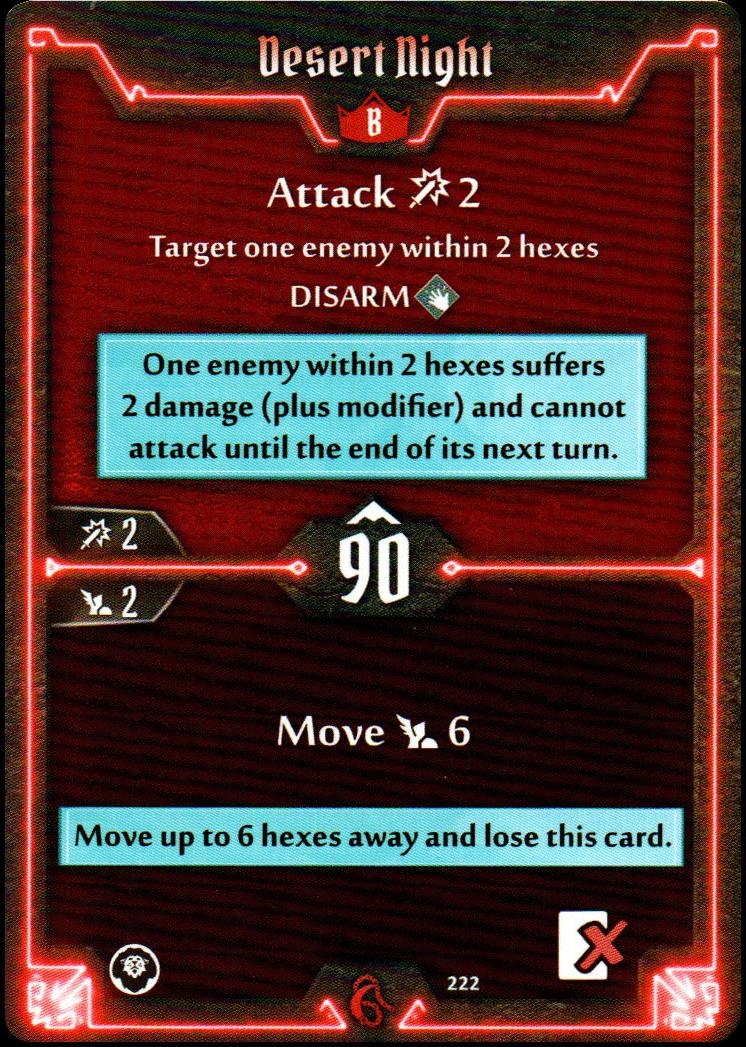 Desert Night
B
Attack 2
Target one enemy within 2 hexes
DISARM
One enemy within 2 hexes suffers
2 damage (plus modifier) and cannot
attack until the end of its next turn.
2
90
2
Move 6
Move up to 6 hexes away and lose this card.
222